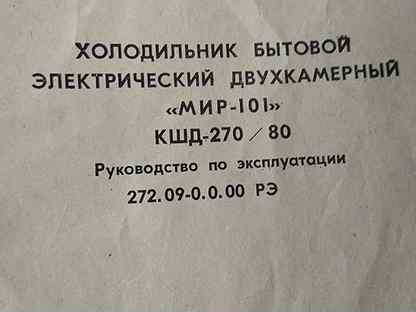 ХОЛОДИЛЬНИК БЫТОВОЙ
ЭЛЕКТРИЧЕСКИЙ ДВУХКАМЕРНЫЙ
«МИР-101»
КШД-270 / 80
Руководство по эксплуатации
272.09-0.0.00 РЭ